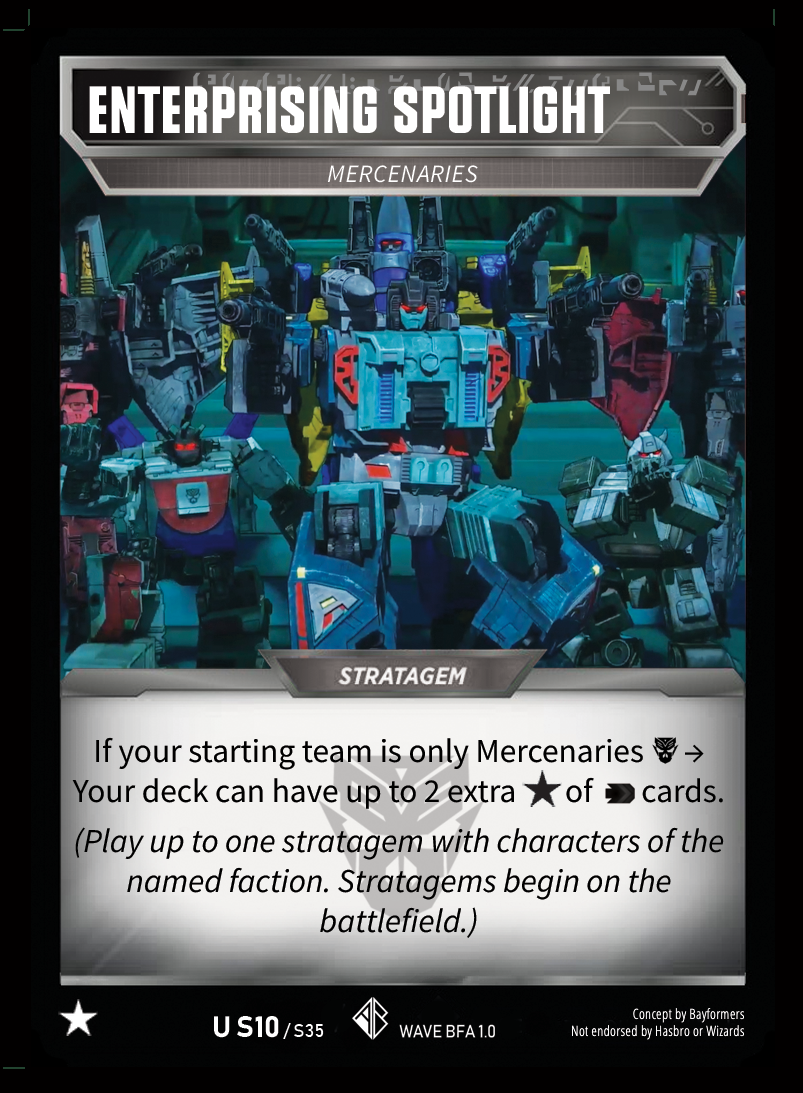 ENTERPRISING SPOTLIGHT
MERCENARIES
STRATAGEM
If your starting team is only Mercenaries →
Your deck can have up to 2 extra ★ of cards.
(Play up to one stratagem with characters of the
named faction. Stratagems begin on the
battlefield.)
★
U S10 / S35
WAVE BFA 1.0
Concept by Bayformers
Not endorsed by Hasbro or Wizards